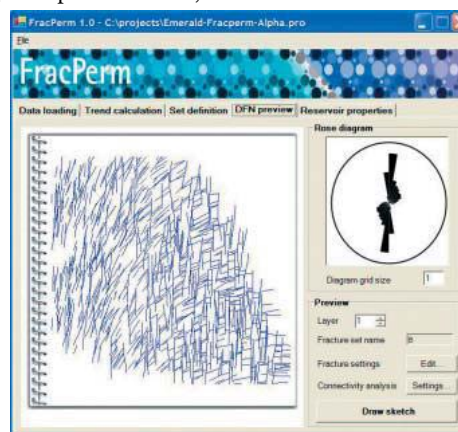 FracPerm 1.0 - C:\projects\Emerald-Fracperm-Alpha.pro
File
FracPerm
Data loading Trend calculation Set definition DFN preview Reservoir properties
Rose diagram
Diagram grid size 1
Preview
Layer 1
Fracture set name
Fracture settings Edit...
Connectivity analysis Settings...
Draw sketch